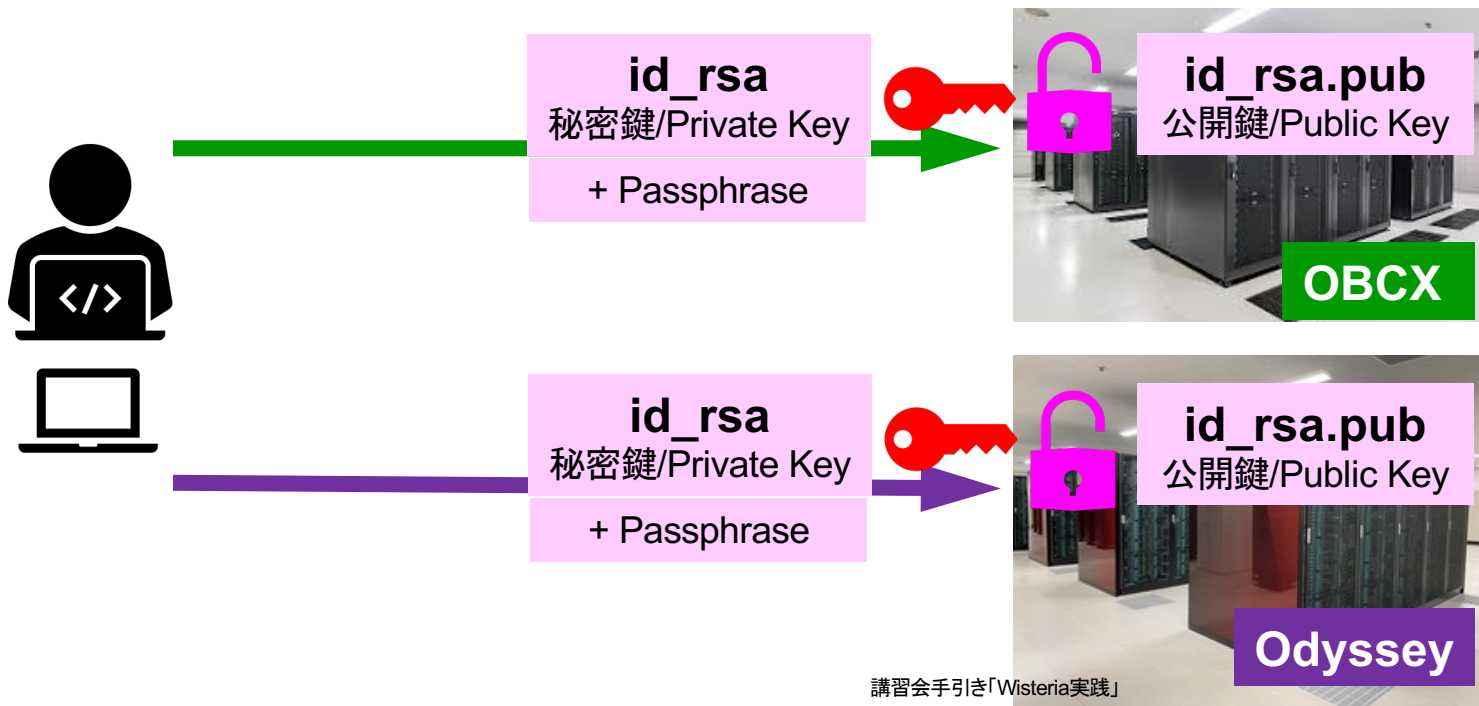 id_rsa
秘密鍵/Private Key
+ Passphrase
id_rsa.pub
公開鍵/Public Key
OBCX
</>
id_rsa
秘密鍵/Private Key
+ Passphrase
id_rsa.pub
公開鍵/Public Key
Odyssey
講習会手引き「Wisteria実践」